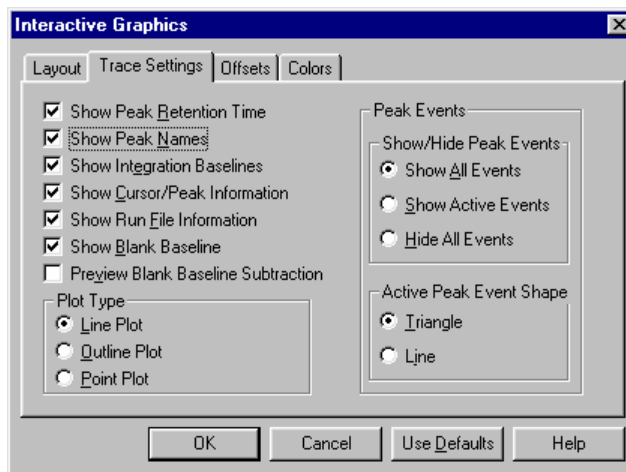 Interactive Graphics
Layout Trace Settings Offsets Colors
Show Peak Retention Time
Show Peak Names
Show Integration Baselines
Show Cursor/Peak Information
Show Run File Information
Show Blank Baseline
Preview Blank Baseline Subtraction
Plot Type
Line Plot
Outline Plot
Point Plot
Peak Events
Show/Hide Peak Events
Show All Events
Show Active Events
Hide All Events
Active Peak Event Shape
Triangle
Line
OK Cancel Use Defaults Help